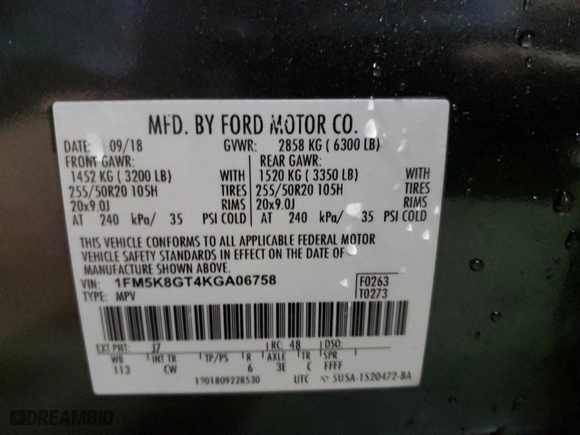 MFD. BY FORD MOTOR CO.
DATE: 09/18 GVWR: 2858 KG ( 6300 LB)
FRONT GAWR: REAR GAWR:
1452 KG ( 3200 LB) WITH 1520 KG ( 3350 LB) WITH
255/50R20 105H TIRES 255/50R20 105H TIRES
20x9.0J RIMS 20x9.0J RIMS
AT 240 kPa/ 35 PSI COLD AT 240 kPa/ 35 PSI COLD
THIS VEHICLE CONFORMS TO ALL APPLICABLE FEDERAL MOTOR
VEHICLE SAFETY STANDARDS IN EFFECT ON THE DATE OF
MANUFACTURE SHOWN ABOVE.
VIN: 1FM5K8GT4KGA06758 F0263
TYPE: MPV T0273
EXT PNT: J7 RC: 48 DSO:
WB INT TR TP/PS R AXLE TR SPR
113 CW 6 3E C FFFF
UTC 5U5A-1520472-BA
DREAMBID